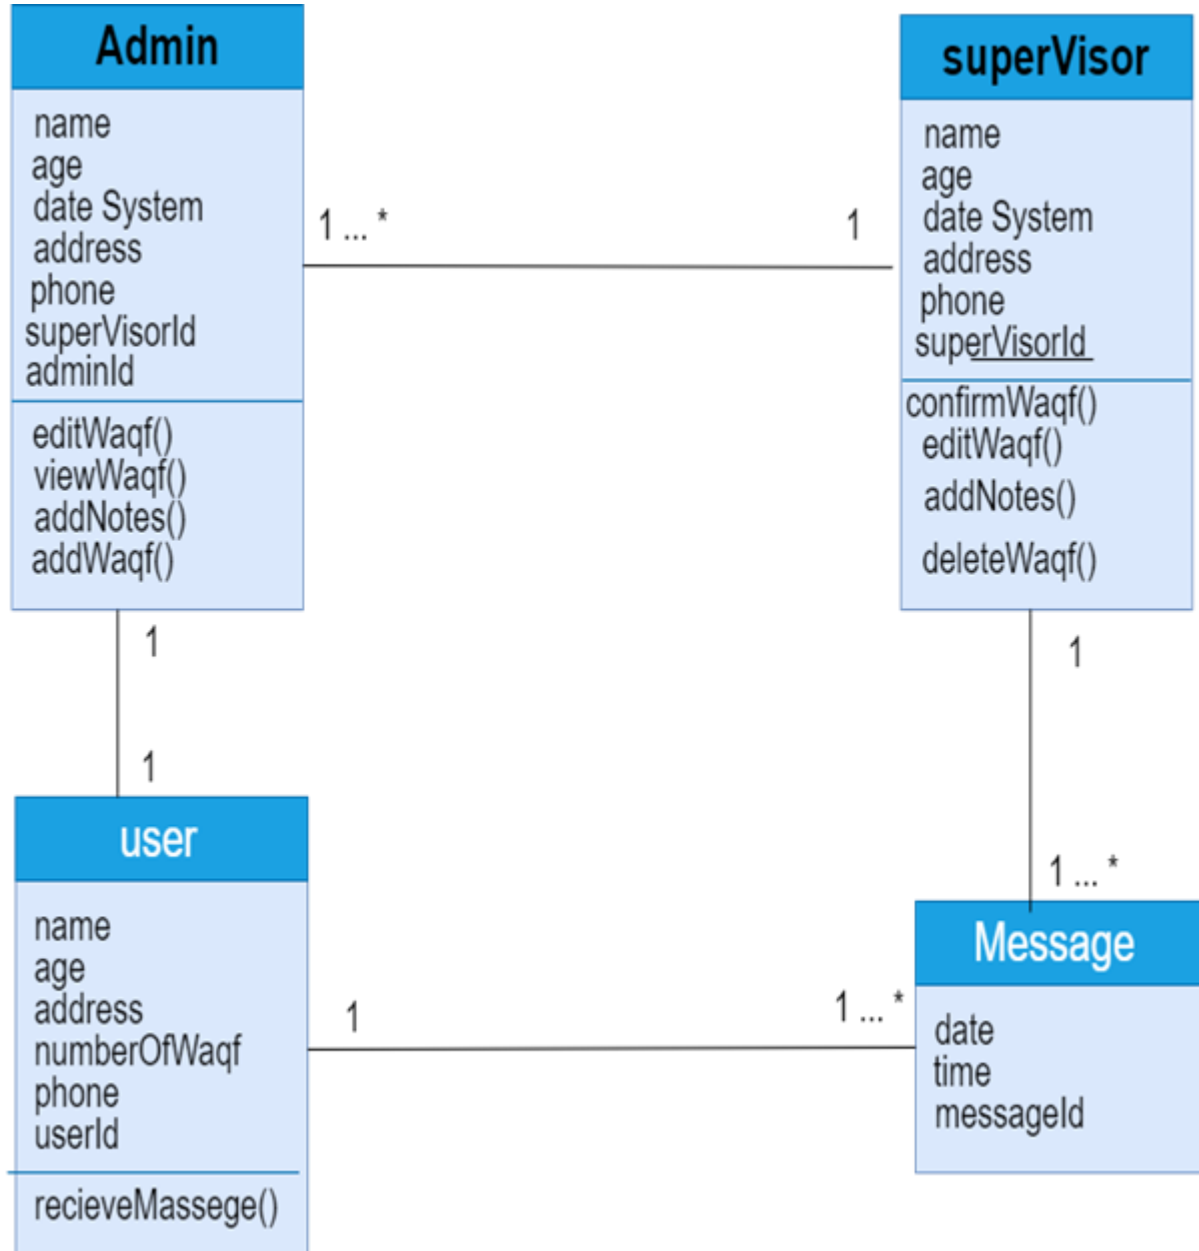 Admin
name
age
date System
address
phone
superVisorId
adminId
editWaqf()
viewWaqf()
addNotes()
addWaqf()
1 ... *
1
superVisor
name
age
date System
address
phone
superVisorId
confirmWaqf()
editWaqf()
addNotes()
deleteWaqf()
1
1
1
1 ... *
user
name
age
address
numberOfWaqf
phone
userId
recieveMassege()
1
1 ... *
Message
date
time
messageId